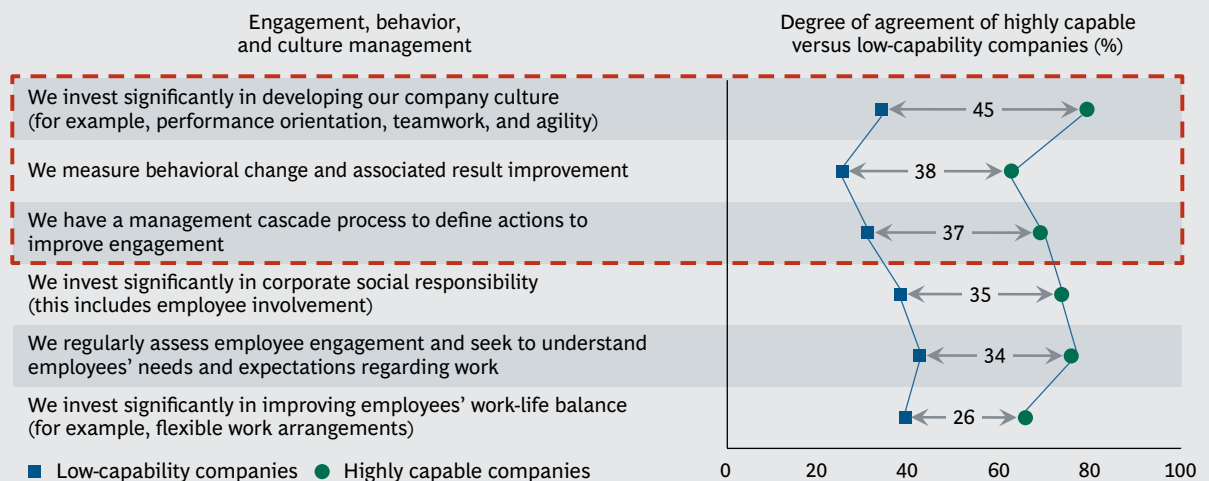 Engagement, behavior,
and culture management
Degree of agreement of highly capable
versus low-capability companies (%)
We invest significantly in developing our company culture
(for example, performance orientation, teamwork, and agility)
45
We measure behavioral change and associated result improvement
38
We have a management cascade process to define actions to
improve engagement
37
We invest significantly in corporate social responsibility
(this includes employee involvement)
35
We regularly assess employee engagement and seek to understand
employees’ needs and expectations regarding work
34
We invest significantly in improving employees’ work-life balance
(for example, flexible work arrangements)
26
Low-capability companies Highly capable companies
0 20 40 60 80 100